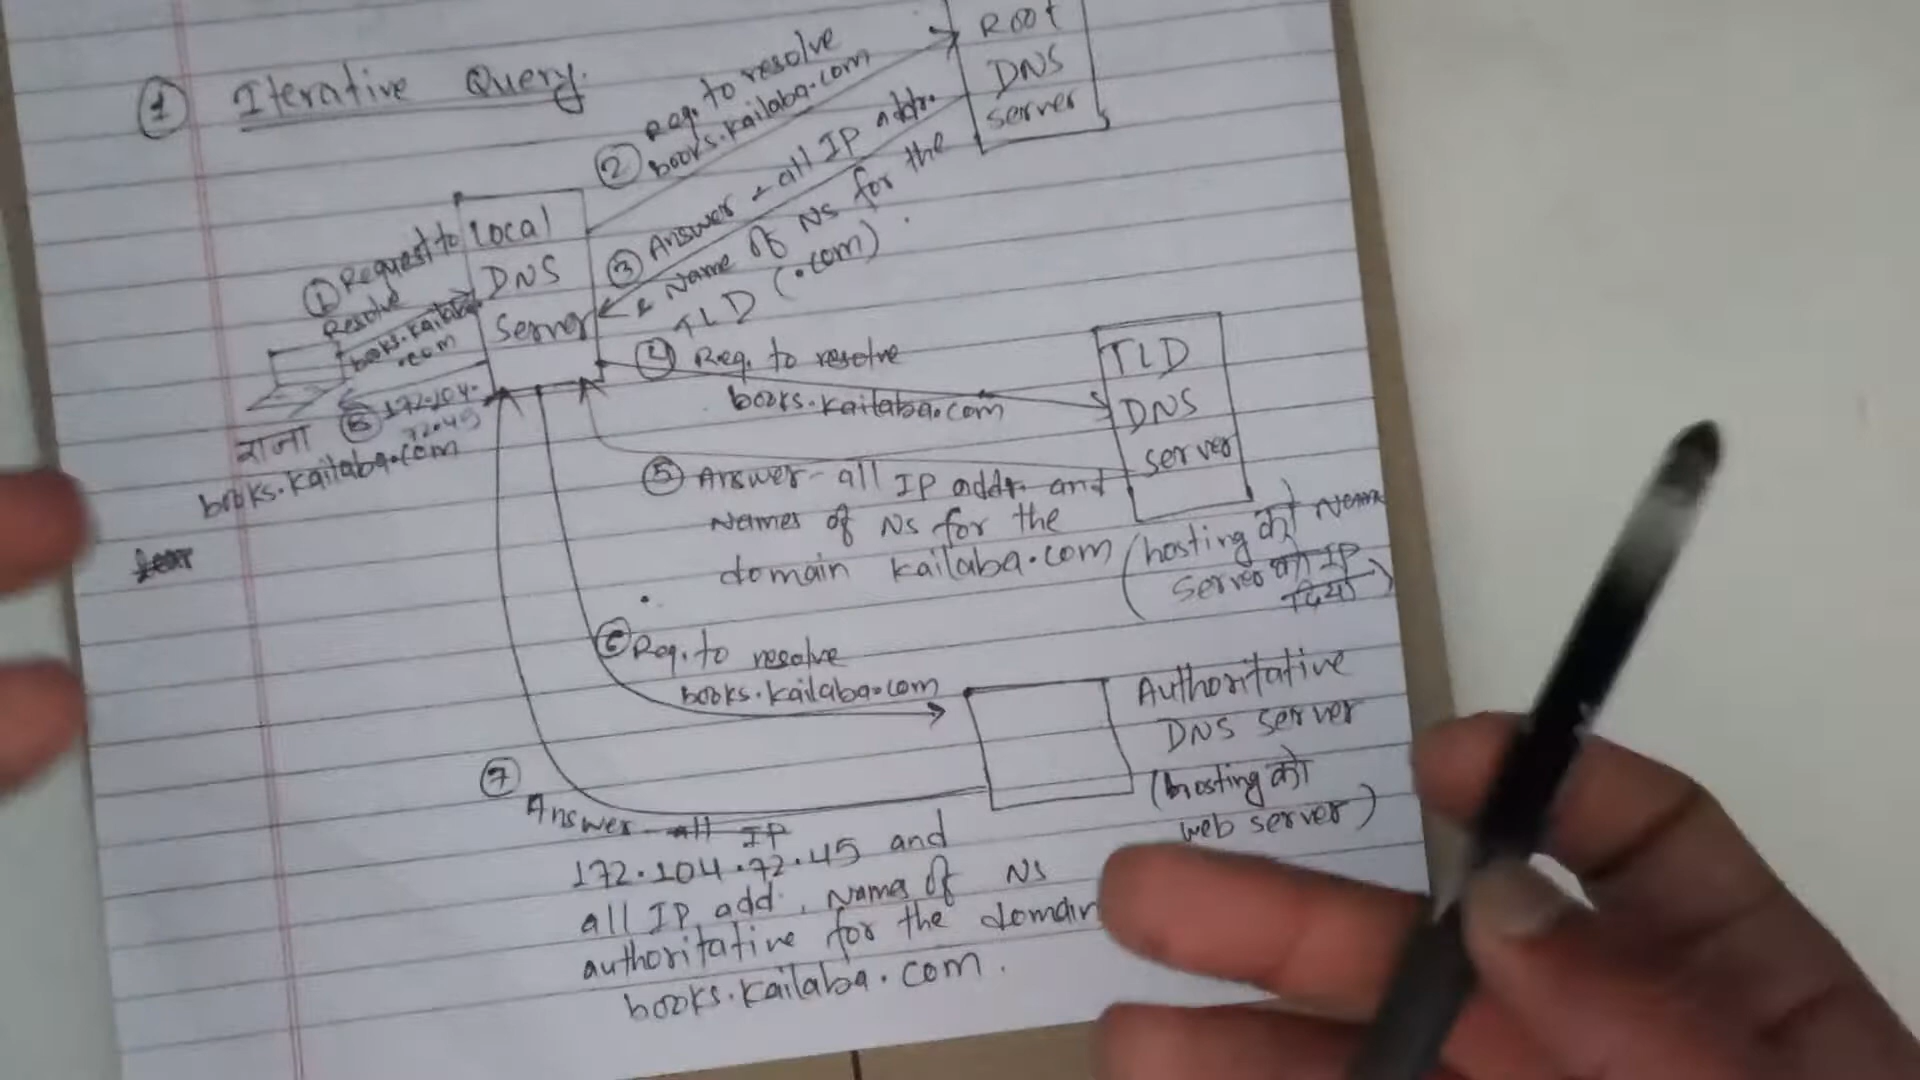 ① Iterative Query.
Root
DNS
server
② Req. to resolve
books.kailaba.com
③ Answer - all IP addr.
& Name of NS for the
TLD (.com)
Local
DNS
Server
① Request to
Resolve
books.kailaba
.com
⑧ 172.104.
72.45
राजा
books.kailaba.com
④ Req. to resolve
books.kailaba.com
TLD
DNS
server
⑤ Answer - all IP addr. and
Names of NS for the
domain kailaba.com
(hosting को Name
server का IP
)
⑥ Req. to resolve
books.kailaba.com
Authoritative
DNS server
(hosting को
web server)
⑦
Answer all IP
172.104.72.45 and
all IP add, Names of NS
authoritative for the domain
books.kailaba.com.